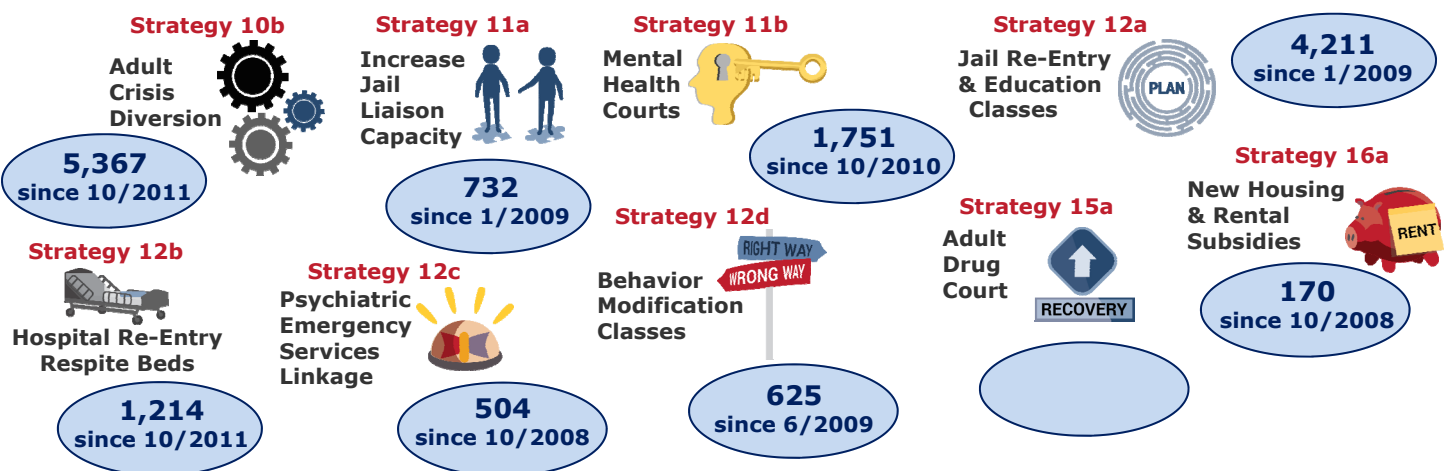 Strategy 10b
Adult
Crisis
Diversion
5,367
since 10/2011
Strategy 11a
Increase
Jail
Liaison
Capacity
732
since 1/2009
Strategy 11b
Mental
Health
Courts
1,751
since 10/2010
Strategy 12a
Jail Re-Entry
& Education
Classes
PLAN
4,211
since 1/2009
Strategy 12b
Hospital Re-Entry
Respite Beds
1,214
since 10/2011
Strategy 12c
Psychiatric
Emergency
Services
Linkage
504
since 10/2008
Strategy 12d
Behavior
Modification
Classes
RIGHT WAY
WRONG WAY
625
since 6/2009
Strategy 15a
Adult
Drug
Court
RECOVERY
Strategy 16a
New Housing
& Rental
Subsidies
RENT
170
since 10/2008